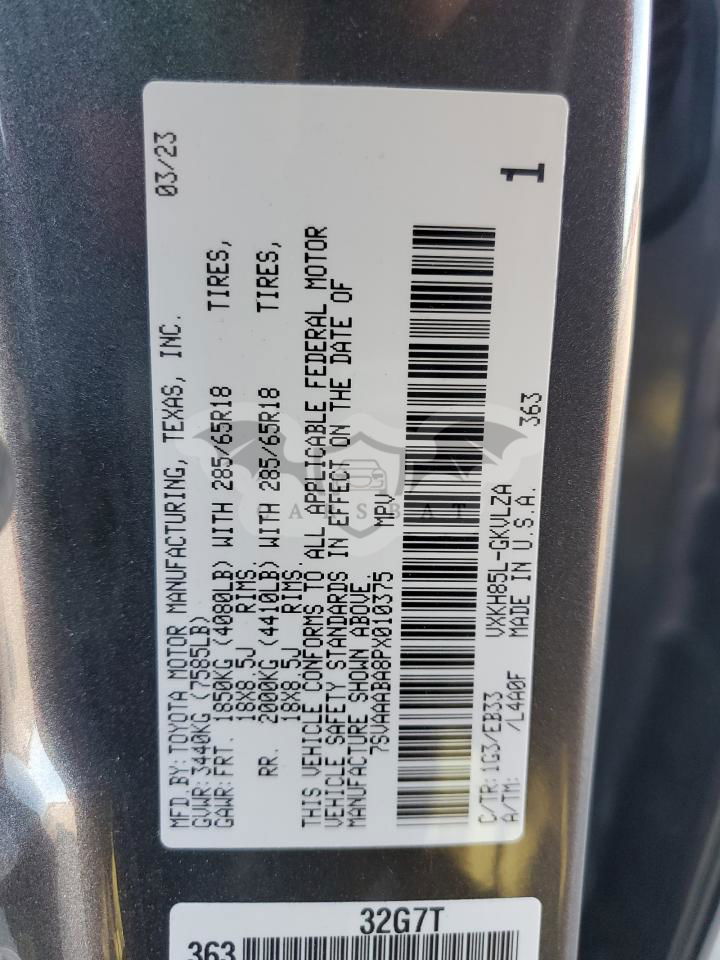 MFD.BY:TOYOTA MOTOR MANUFACTURING, TEXAS, INC. 03/23
GVWR:3440KG (7585LB)
GAWR:FRT. 1850KG (4080LB) WITH 285/65R18 TIRES,
18X8.5J RIMS.
RR. 2000KG (4410LB) WITH 285/65R18 TIRES,
18X8.5J RIMS.
THIS VEHICLE CONFORMS TO ALL APPLICABLE FEDERAL MOTOR
VEHICLE SAFETY STANDARDS IN EFFECT ON THE DATE OF
MANUFACTURE SHOWN ABOVE.
7SVAAABA8PX010375 MPV
C/TR:1G3/EB33 VXKH85L-GKVLZA 363
A/TM: /L4A0F MADE IN U.S.A.
1
CARSBAT
32G7T
363